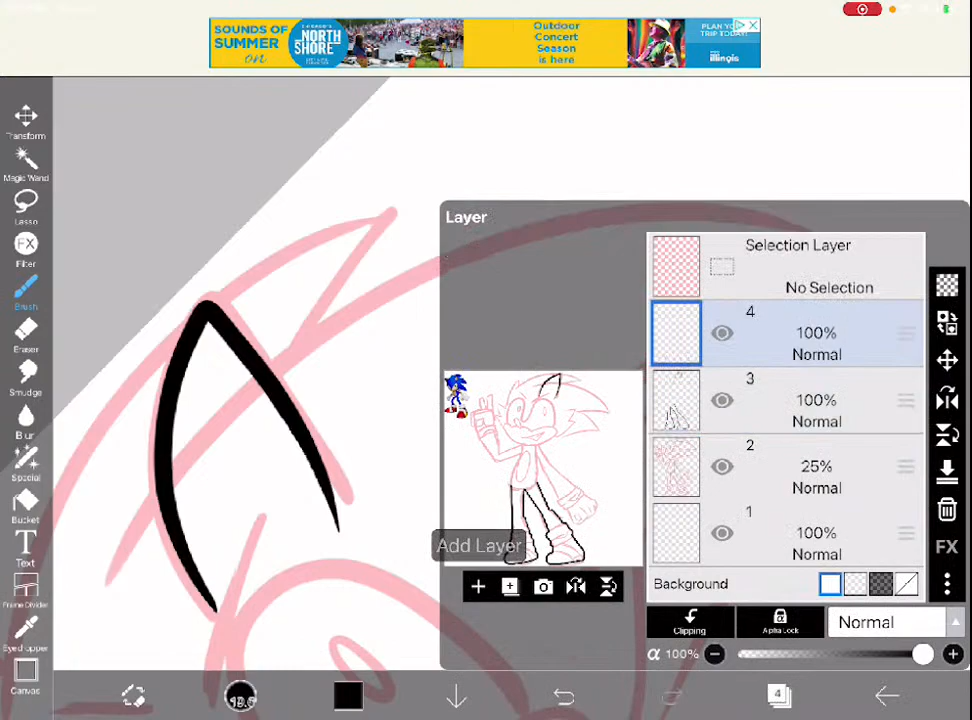 SOUNDS OF
SUMMER
on
CHICAGO'S
NORTH
SHORE
Outdoor
Concert
Season
is here
PLAN YOUR
TRIP TODAY!
illinois
Transform
Magic Wand
Lasso
FX
Filter
Brush
Eraser
Smudge
Blur
Special
Bucket
T
Text
Frame Divider
Eyedropper
Canvas
Layer
Selection Layer
No Selection
4
100%
Normal
3
100%
Normal
2
25%
Normal
1
100%
Normal
Add Layer
Background
FX
Clipping
Alpha Lock
Normal
α 100%
4